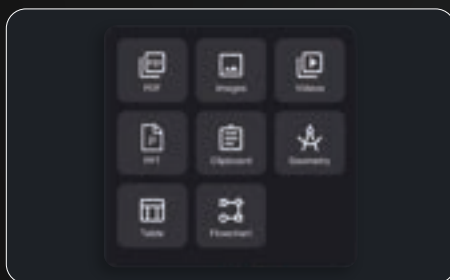 PDF
Images
Videos
PPT
Clipboard
Geometry
Table
Flowchart